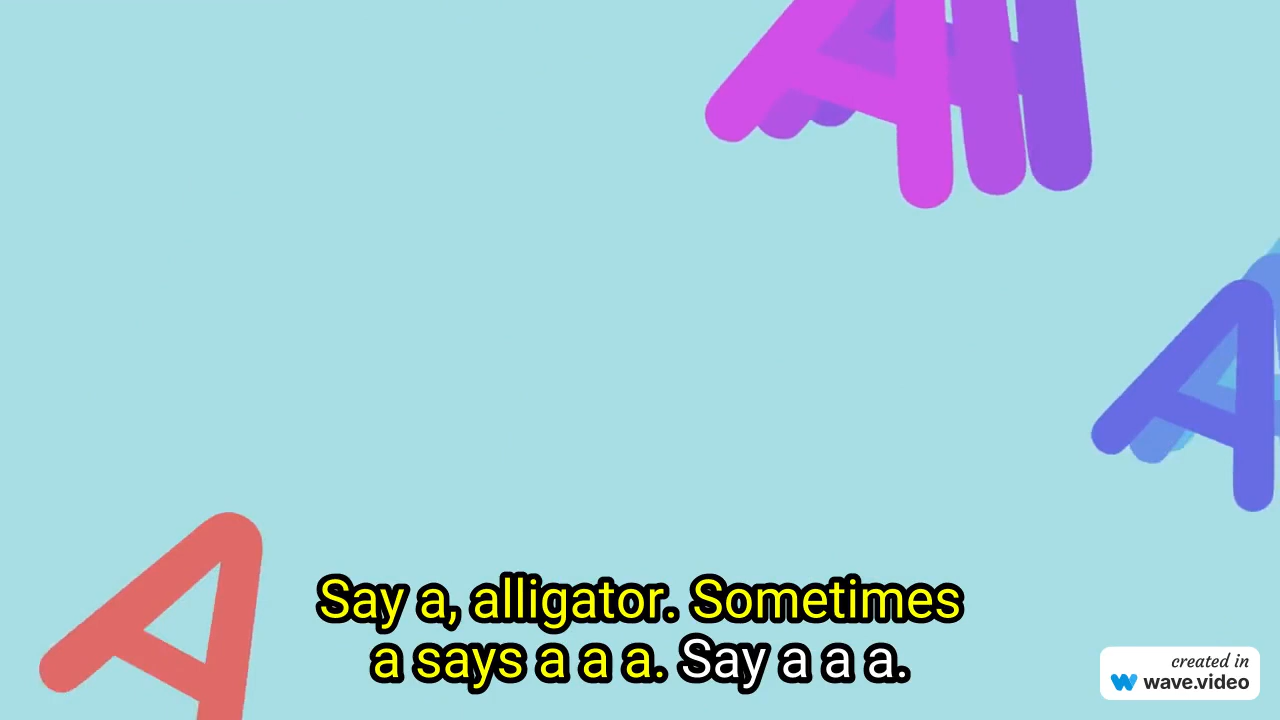 A
A
A
Say a, alligator. Sometimes
a says a a a. Say a a a.
created in
wave.video